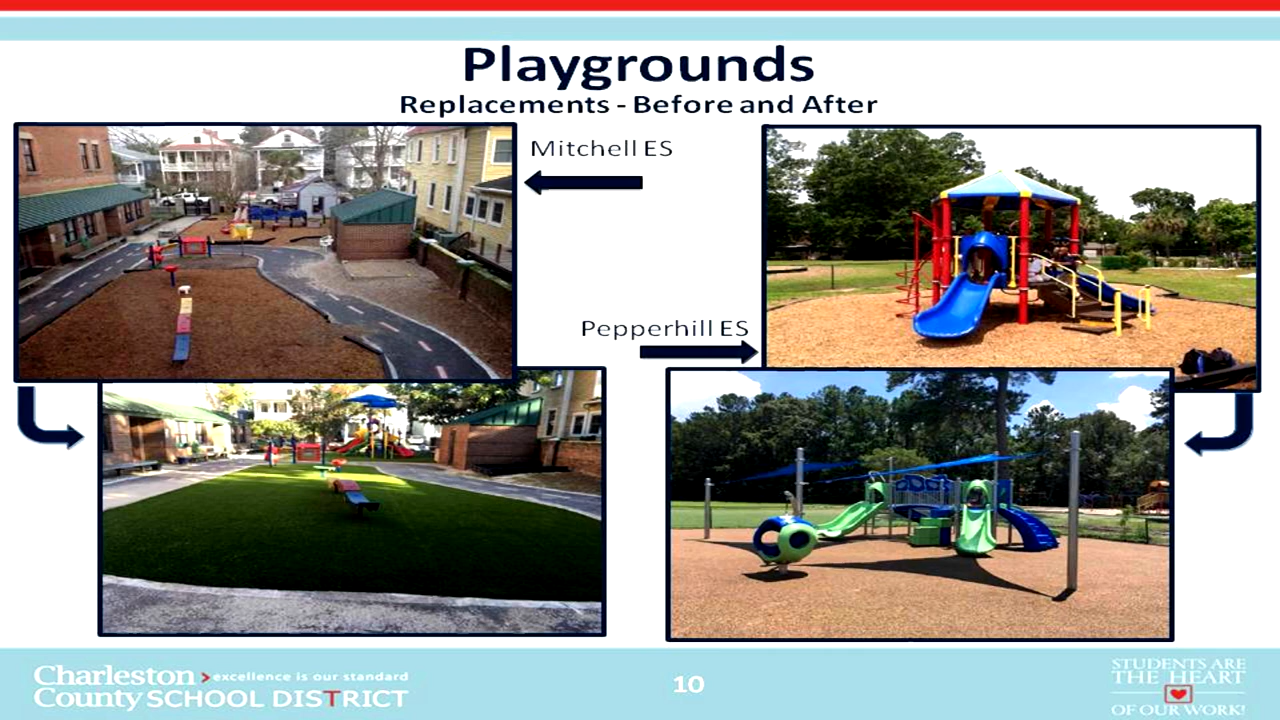 Playgrounds
Replacements - Before and After
Mitchell ES
Pepperhill ES
Charleston >excellence is our standard
County SCHOOL DISTRICT
10
STUDENTS ARE
THE HEART
OF OUR WORK!